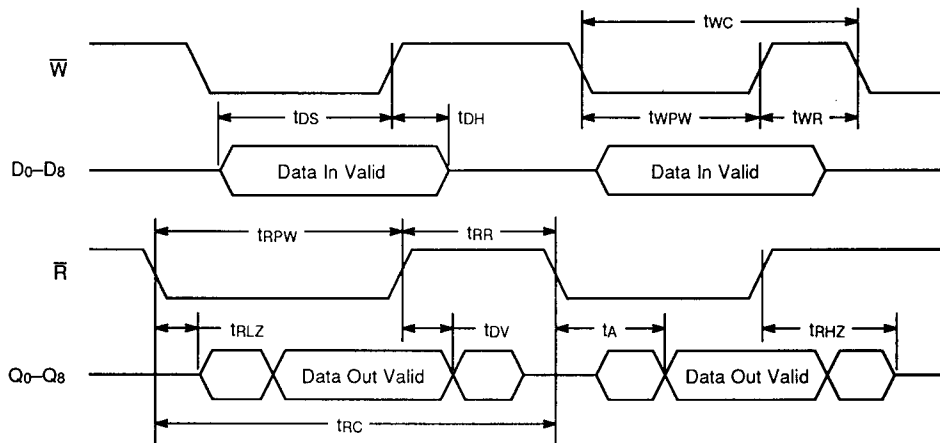 tWC
W
tDS
tDH
tWPW
tWR
D0–D8
Data In Valid
Data In Valid
tRPW
tRR
R
tRLZ
tDV
tA
tRHZ
Q0–Q8
Data Out Valid
Data Out Valid
tRC